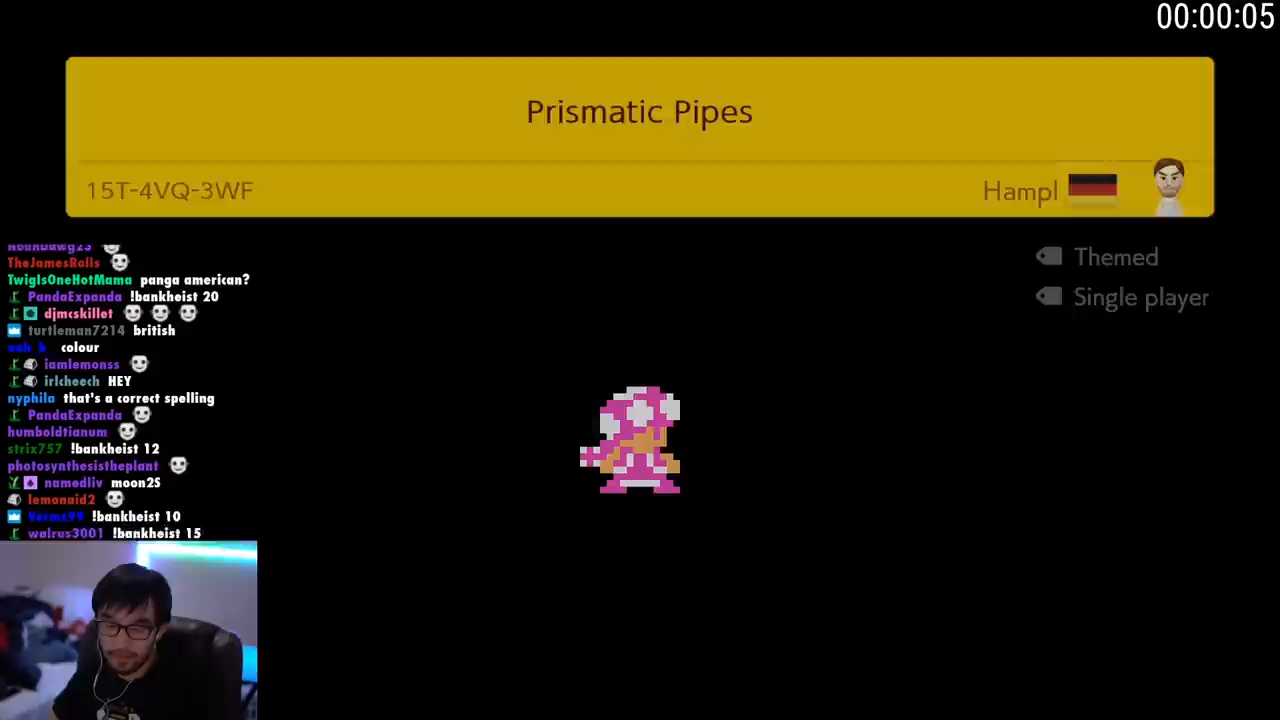 00:00:05
Prismatic Pipes
15T-4VQ-3WF
Hampl
Themed
Single player
TheJamesRolls
TwigIsOneHotMama panga american?
PandaExpanda !bankheist 20
djmcskillet
turtleman7214 british
colour
iamlemonss
irlcheech HEY
nyphila that's a correct spelling
PandaExpanda
humboldtianum
strix757 !bankheist 12
photosynthesistheplant
namedliv moon2S
lemonaid2
Verms99 !bankheist 10
walrus3001 !bankheist 15